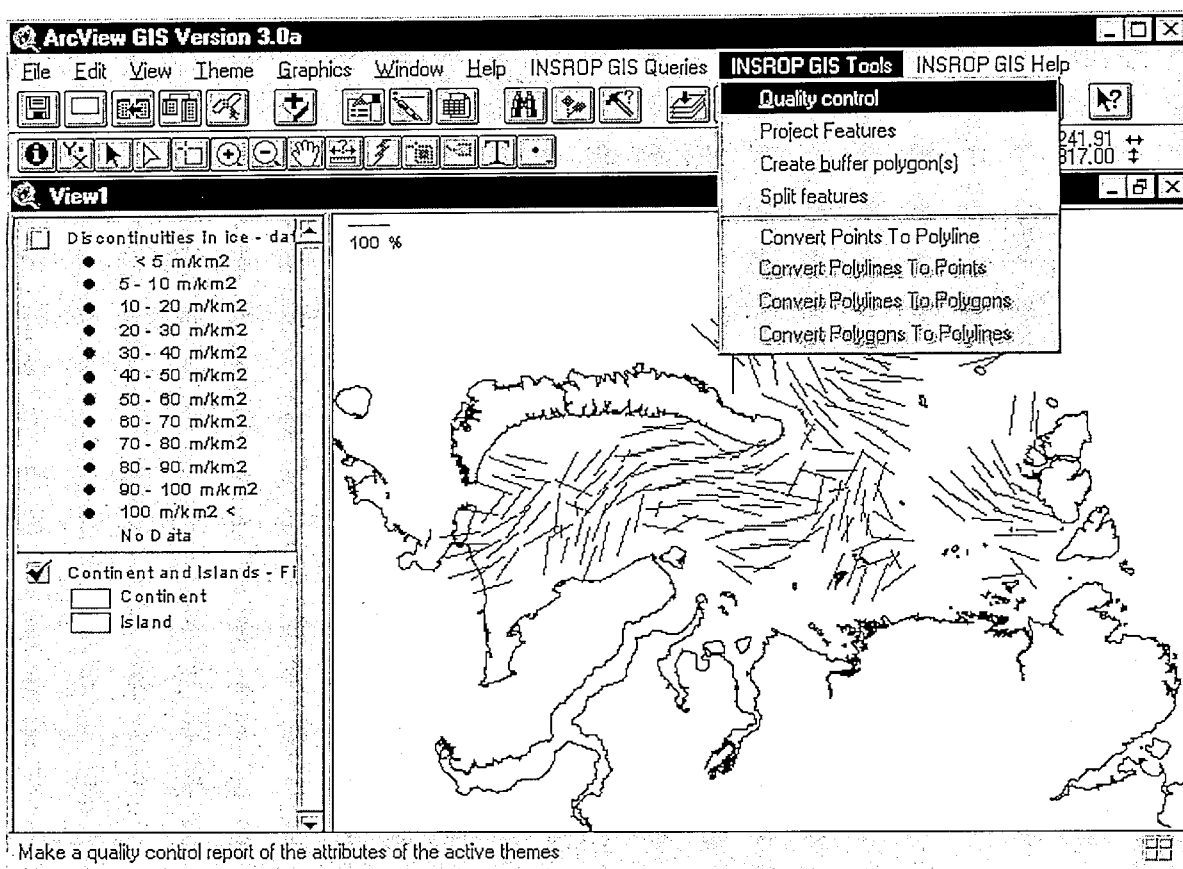 ArcView GIS Version 3.0a
File Edit View Theme Graphics Window Help INSROP GIS Queries INSROP GIS Tools INSROP GIS Help
Quality control
Project Features
Create buffer polygon(s)
Split features
Convert Points To Polyline
Convert Polylines To Points
Convert Polylines To Polygons
Convert Polygons To Polylines
241.91
817.00
View1
Discontinuities in ice - dat
< 5 m/km2
5 - 10 m/km2
10 - 20 m/km2
20 - 30 m/km2
30 - 40 m/km2
40 - 50 m/km2
50 - 60 m/km2
60 - 70 m/km2
70 - 80 m/km2
80 - 90 m/km2
90 - 100 m/km2
100 m/km2 <
No Data
Continent and Islands - Fi
Continent
Island
100 %
Make a quality control report of the attributes of the active themes